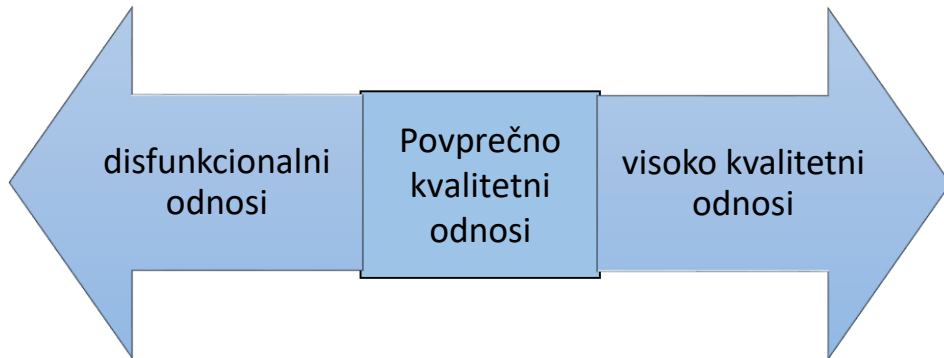 disfunkcionalni
odnosi
Povprečno
kvalitetni
odnosi
visoko kvalitetni
odnosi